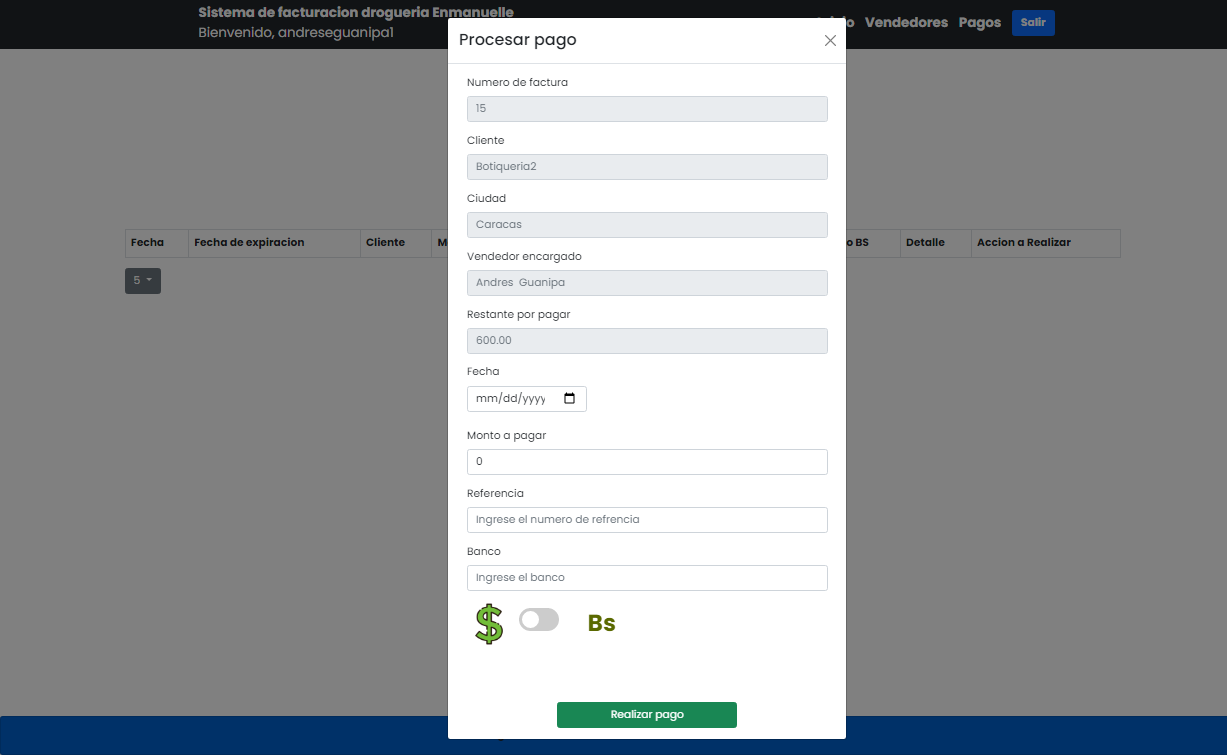 Sistema de facturacion drogueria Enmanuelle
Bienvenido, andreseguanipa1
Vendedores
Pagos
Salir
Procesar pago
Numero de factura
15
Cliente
Botiqueria2
Ciudad
Caracas
Vendedor encargado
Andres Guanipa
Restante por pagar
600.00
Fecha
mm/dd/yyyy
Monto a pagar
0
Referencia
Ingrese el numero de refrencia
Banco
Ingrese el banco
$ Bs
Realizar pago
Fecha Fecha de expiracion Cliente BS Detalle Accion a Realizar
5